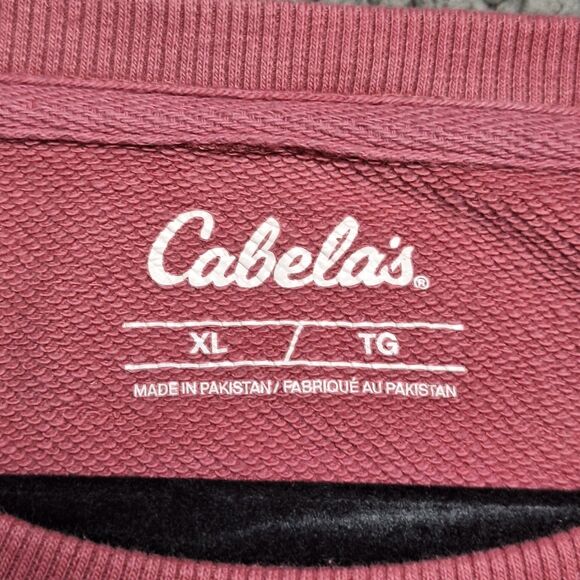 Cabela's®
XL / TG
MADE IN PAKISTAN / FABRIQUÉ AU PAKISTAN